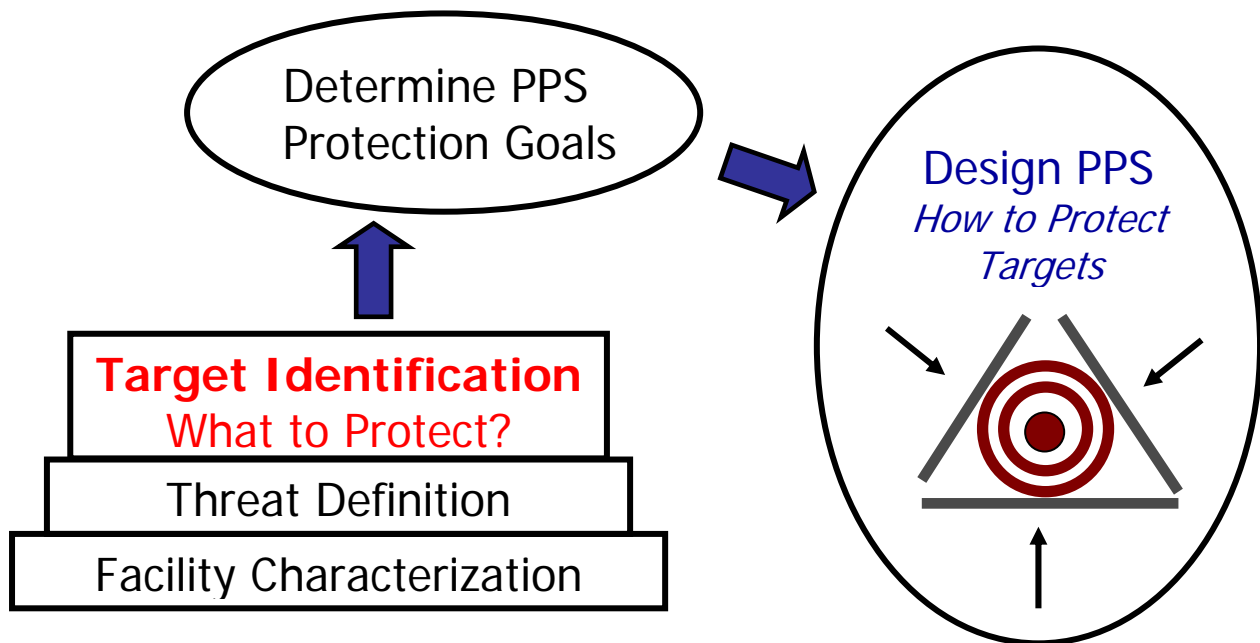 Determine PPS
Protection Goals
Design PPS
How to Protect
Targets
Target Identification
What to Protect?
Threat Definition
Facility Characterization